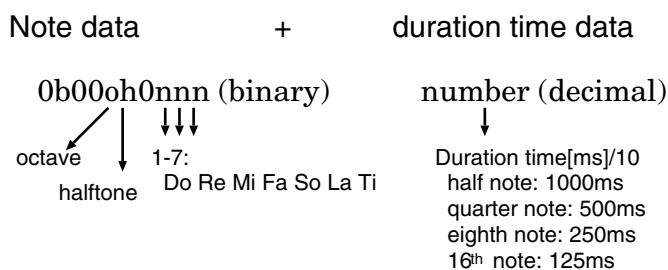 Note data + duration time data
0b00oh0nnn (binary) number (decimal)
octave 1-7: Duration time[ms]/10
halftone Do Re Mi Fa So La Ti half note: 1000ms
quarter note: 500ms
eighth note: 250ms
16th note: 125ms